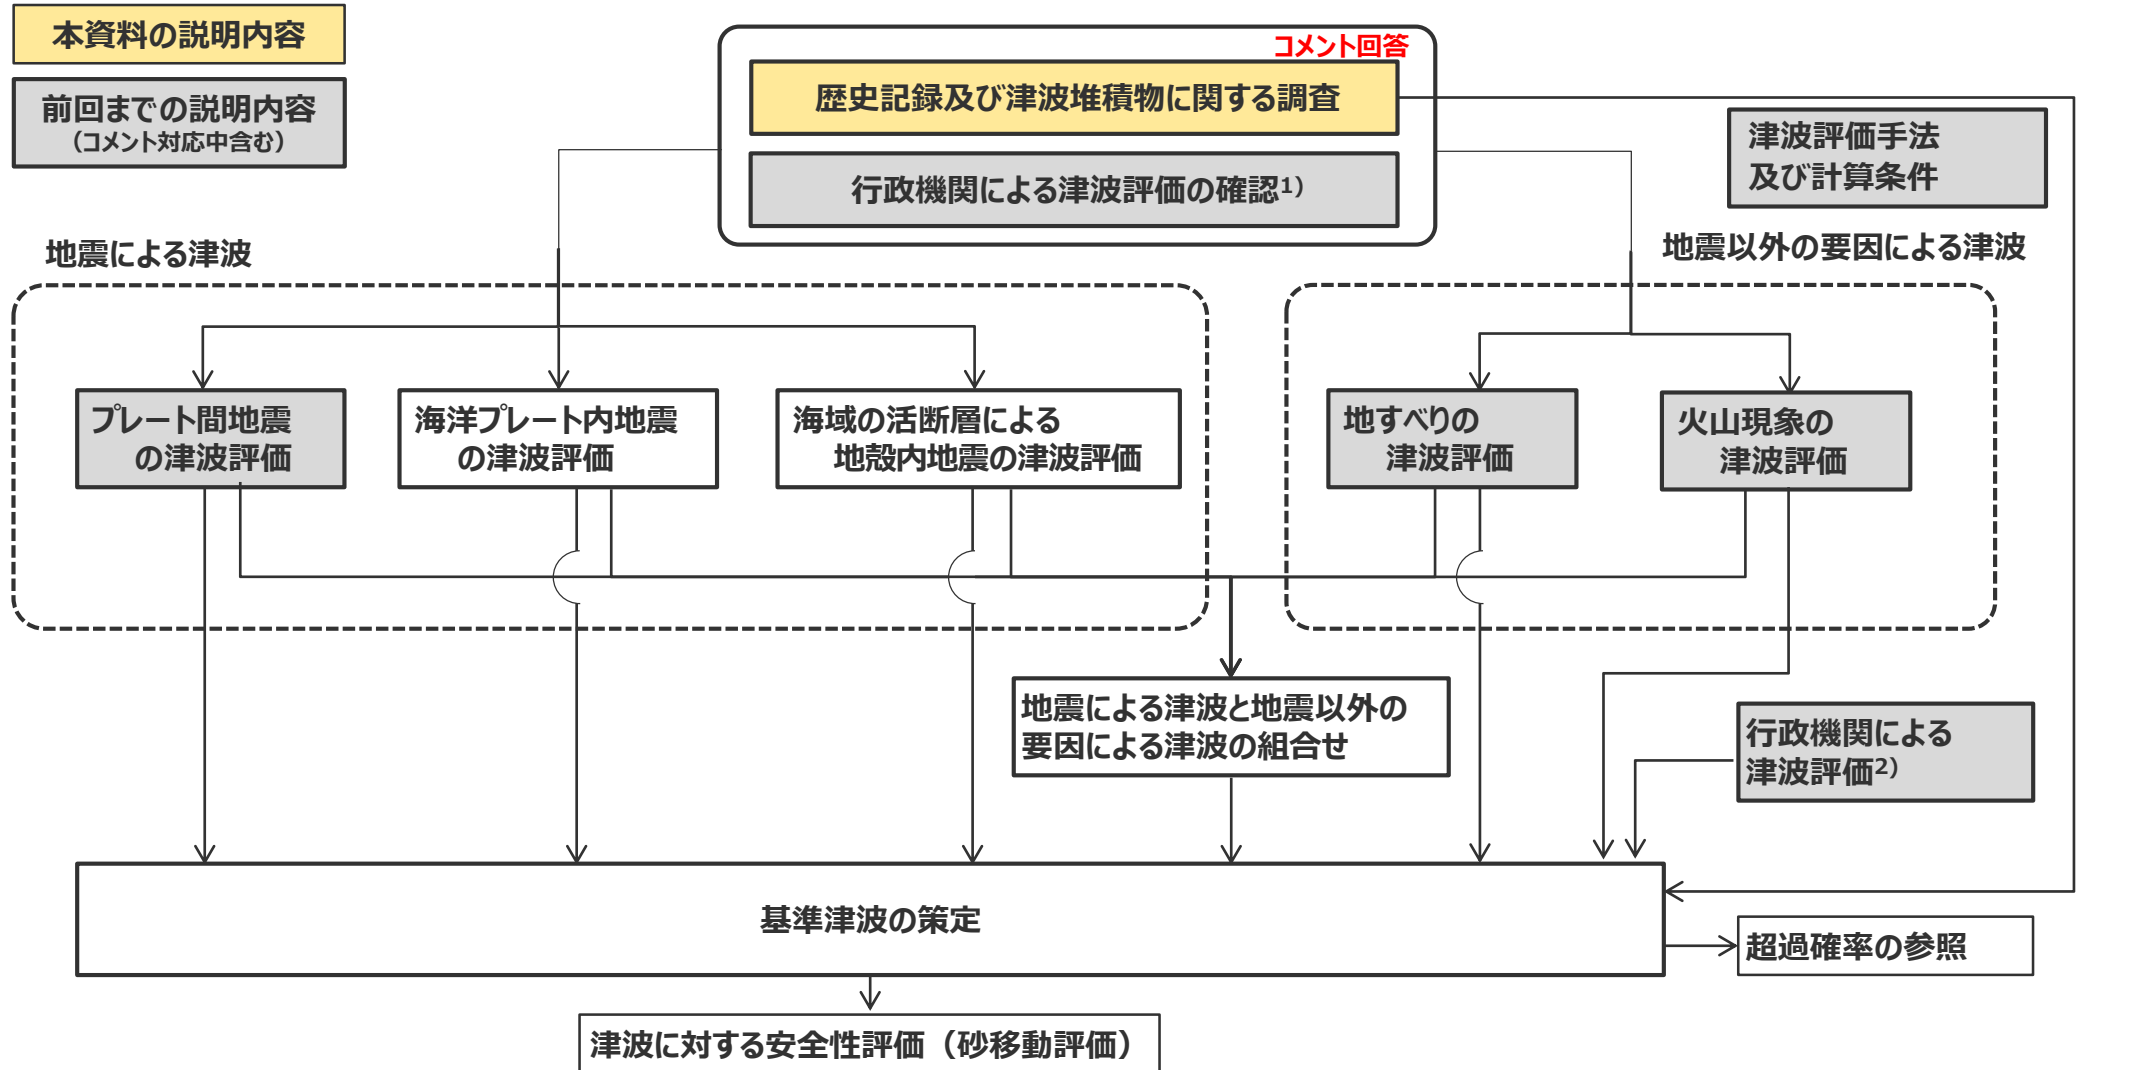 本資料の説明内容
前回までの説明内容
（コメント対応中含む）
コメント回答
歴史記録及び津波堆積物に関する調査
行政機関による津波評価の確認1）
津波評価手法
及び計算条件
地震による津波
地震以外の要因による津波
プレート間地震
の津波評価
海洋プレート内地震
の津波評価
海域の活断層による
地殻内地震の津波評価
地すべりの
津波評価
火山現象の
津波評価
地震による津波と地震以外の
要因による津波の組合せ
行政機関による
津波評価2）
基準津波の策定
超過確率の参照
津波に対する安全性評価（砂移動評価）